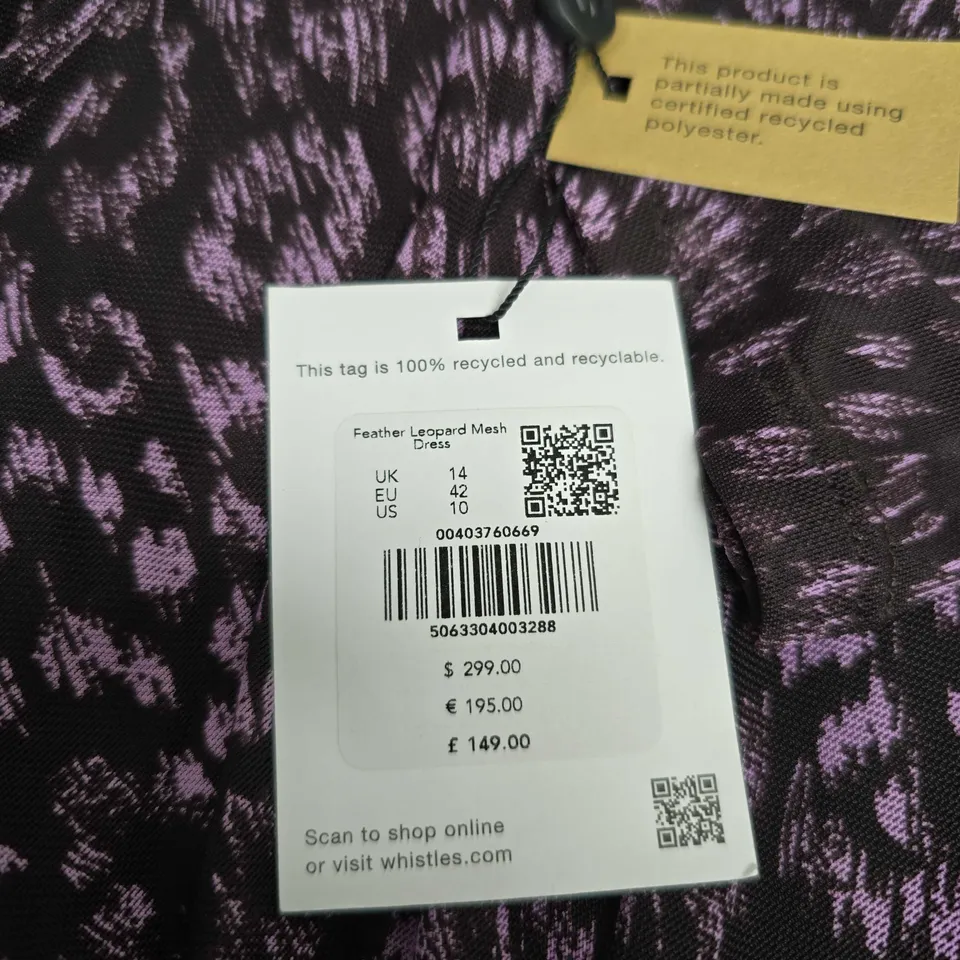 This product is
partially made using
certified recycled
polyester.
This tag is 100% recycled and recyclable.
Feather Leopard Mesh
Dress
UK 14
EU 42
US 10
00403760669
5063304003288
$ 299.00
€ 195.00
£ 149.00
Scan to shop online
or visit whistles.com